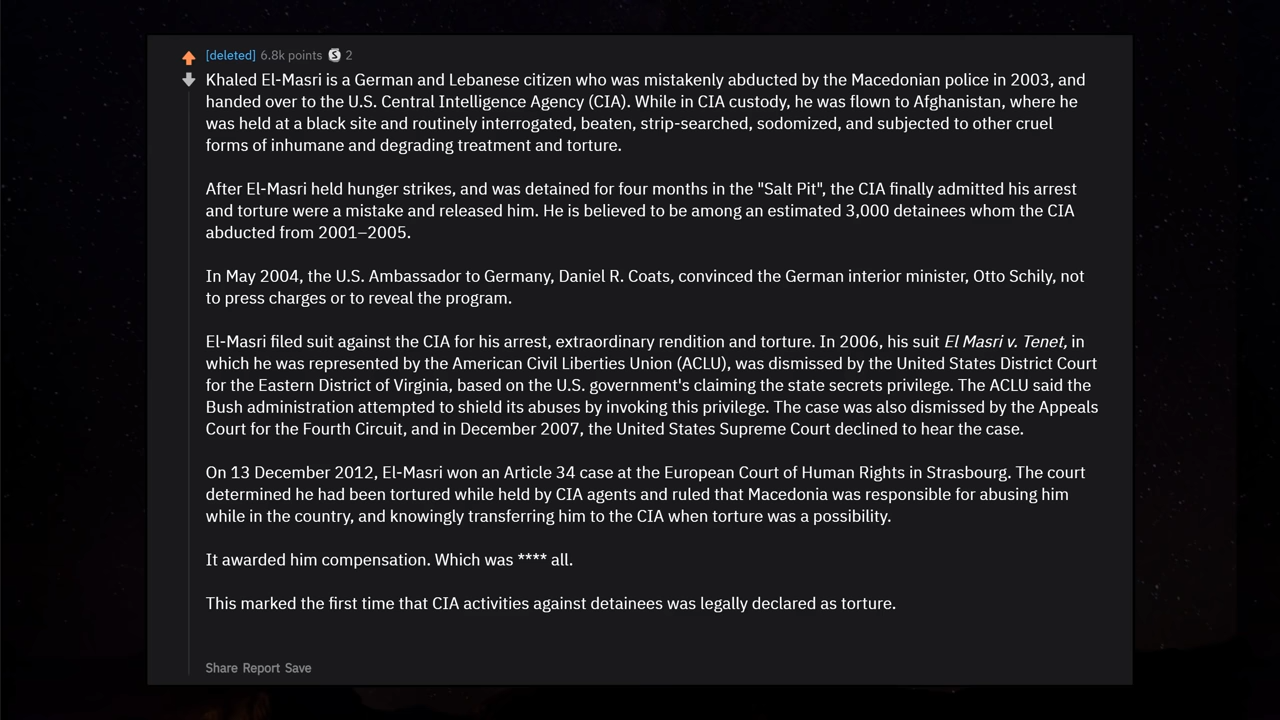 [deleted] 6.8k points S 2
Khaled El-Masri is a German and Lebanese citizen who was mistakenly abducted by the Macedonian police in 2003, and
handed over to the U.S. Central Intelligence Agency (CIA). While in CIA custody, he was flown to Afghanistan, where he
was held at a black site and routinely interrogated, beaten, strip-searched, sodomized, and subjected to other cruel
forms of inhumane and degrading treatment and torture.
After El-Masri held hunger strikes, and was detained for four months in the "Salt Pit", the CIA finally admitted his arrest
and torture were a mistake and released him. He is believed to be among an estimated 3,000 detainees whom the CIA
abducted from 2001–2005.
In May 2004, the U.S. Ambassador to Germany, Daniel R. Coats, convinced the German interior minister, Otto Schily, not
to press charges or to reveal the program.
El-Masri filed suit against the CIA for his arrest, extraordinary rendition and torture. In 2006, his suit El Masri v. Tenet, in
which he was represented by the American Civil Liberties Union (ACLU), was dismissed by the United States District Court
for the Eastern District of Virginia, based on the U.S. government's claiming the state secrets privilege. The ACLU said the
Bush administration attempted to shield its abuses by invoking this privilege. The case was also dismissed by the Appeals
Court for the Fourth Circuit, and in December 2007, the United States Supreme Court declined to hear the case.
On 13 December 2012, El-Masri won an Article 34 case at the European Court of Human Rights in Strasbourg. The court
determined he had been tortured while held by CIA agents and ruled that Macedonia was responsible for abusing him
while in the country, and knowingly transferring him to the CIA when torture was a possibility.
It awarded him compensation. Which was **** all.
This marked the first time that CIA activities against detainees was legally declared as torture.
Share Report Save